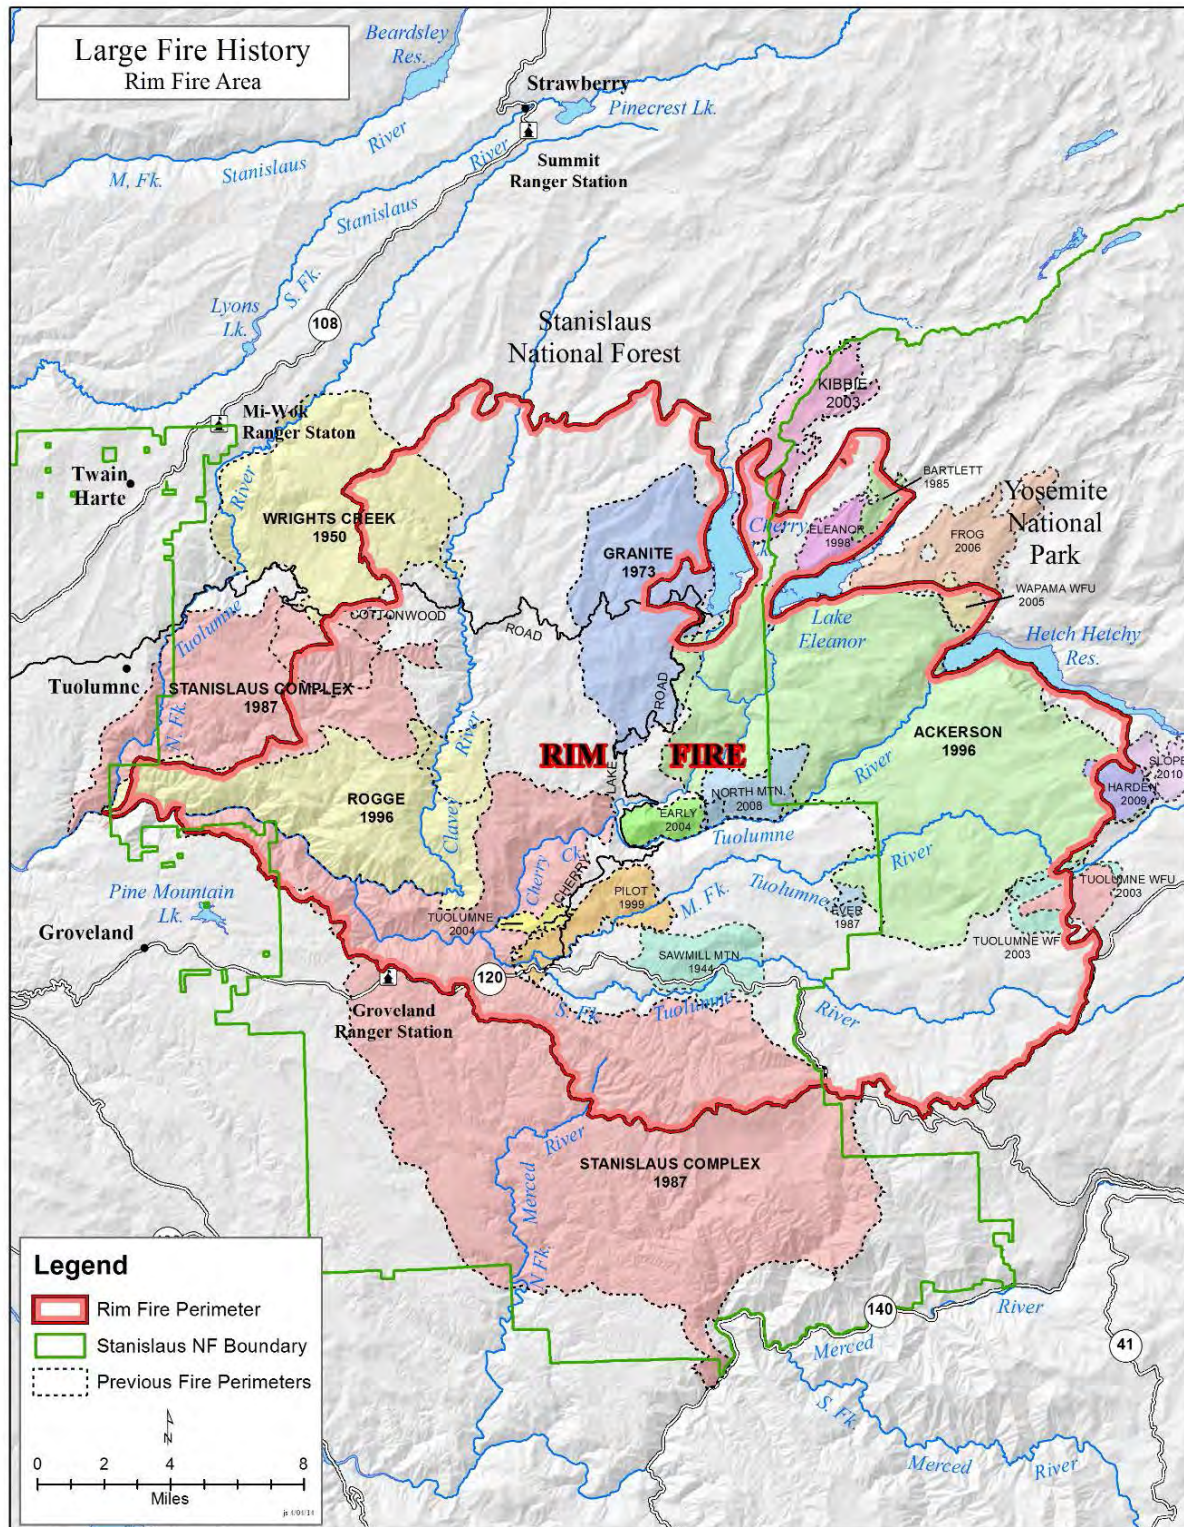 Large Fire History
Rim Fire Area
Beardsley
Res.
Strawberry
Pinecrest Lk.
River
River
Summit
Ranger Station
M, Fk.
Stanislaus
Stanislaus
S. Fk.
Lyons
Lk.
108
Stanislaus
National Forest
KIBBIE
2003
Mi-Wok
Ranger Staton
Twain
Harte
River
WRIGHTS CREEK
1950
GRANITE
1973
Cherry
Lk.
ELEANOR
1998
BARTLETT
1985
Yosemite
National
Park
FROG
2006
WAPAMA WFU
2005
COTTONWOOD
ROAD
Lake
Eleanor
Hetch Hetchy
Res.
Tuolumne
Tuolumne
STANISLAUS COMPLEX
1987
N. Fk.
ROAD
River
RIM FIRE
ACKERSON
1996
SLOPE
2010
HARDEN
2009
LAKE
NORTH MTN.
2008
River
ROGGE
1996
EARLY
2004
Tuolumne
Clavey
River
Cherry
Ck.
CHERRY
Pine Mountain
Lk.
Groveland
TUOLUMNE
2004
PILOT
1999
M. Fk.
Tuolumne
EVER
1987
TUOLUMNE WFU
2003
TUOLUMNE WF
2003
SAWMILL MTN.
1944
120
Groveland
Ranger Station
S. Fk.
Tuolumne
River
River
Merced
N Fk.
STANISLAUS COMPLEX
1987
140
River
Merced
41
S. Fk.
Merced
River
Legend
Rim Fire Perimeter
Stanislaus NF Boundary
Previous Fire Perimeters
N
0 4 8
Miles